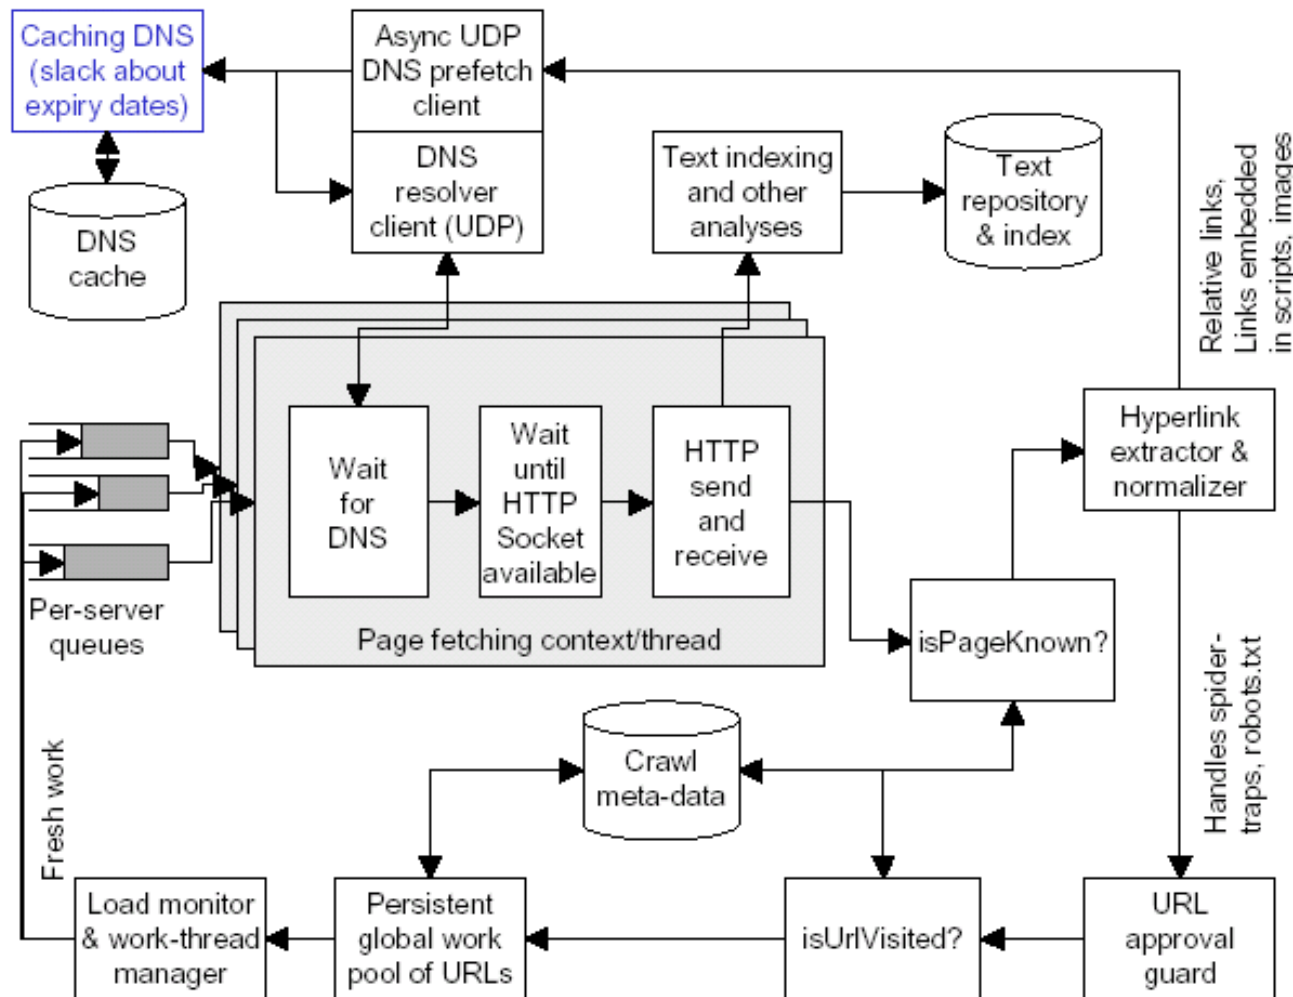 Caching DNS
(slack about
expiry dates)
Async UDP
DNS prefetch
client
DNS
resolver
client (UDP)
DNS
cache
Text indexing
and other
analyses
Text
repository
& index
Relative links,
Links embedded
in scripts, images
Hyperlink
extractor &
normalizer
Wait
for
DNS
Wait
until
HTTP
Socket
available
HTTP
send
and
receive
Page fetching context/thread
Per-server
queues
isPageKnown?
Handles spider-
traps, robots.txt
Crawl
meta-data
Fresh work
Load monitor
& work-thread
manager
Persistent
global work
pool of URLs
isUrlVisited?
URL
approval
guard